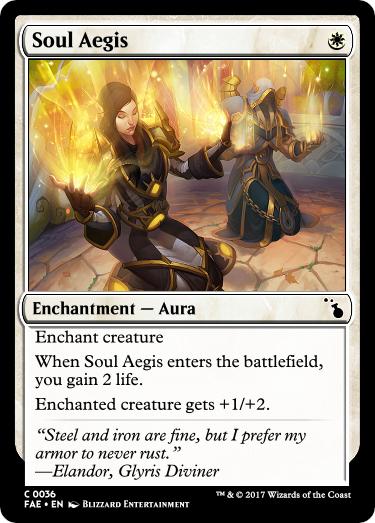 Soul Aegis
Enchantment — Aura
Enchant creature
When Soul Aegis enters the battlefield,
you gain 2 life.
Enchanted creature gets +1/+2.
“Steel and iron are fine, but I prefer my
armor to never rust.”
—Elandor, Glyris Diviner
C 0036
FAE • EN Blizzard Entertainment
™ & © 2017 Wizards of the Coast